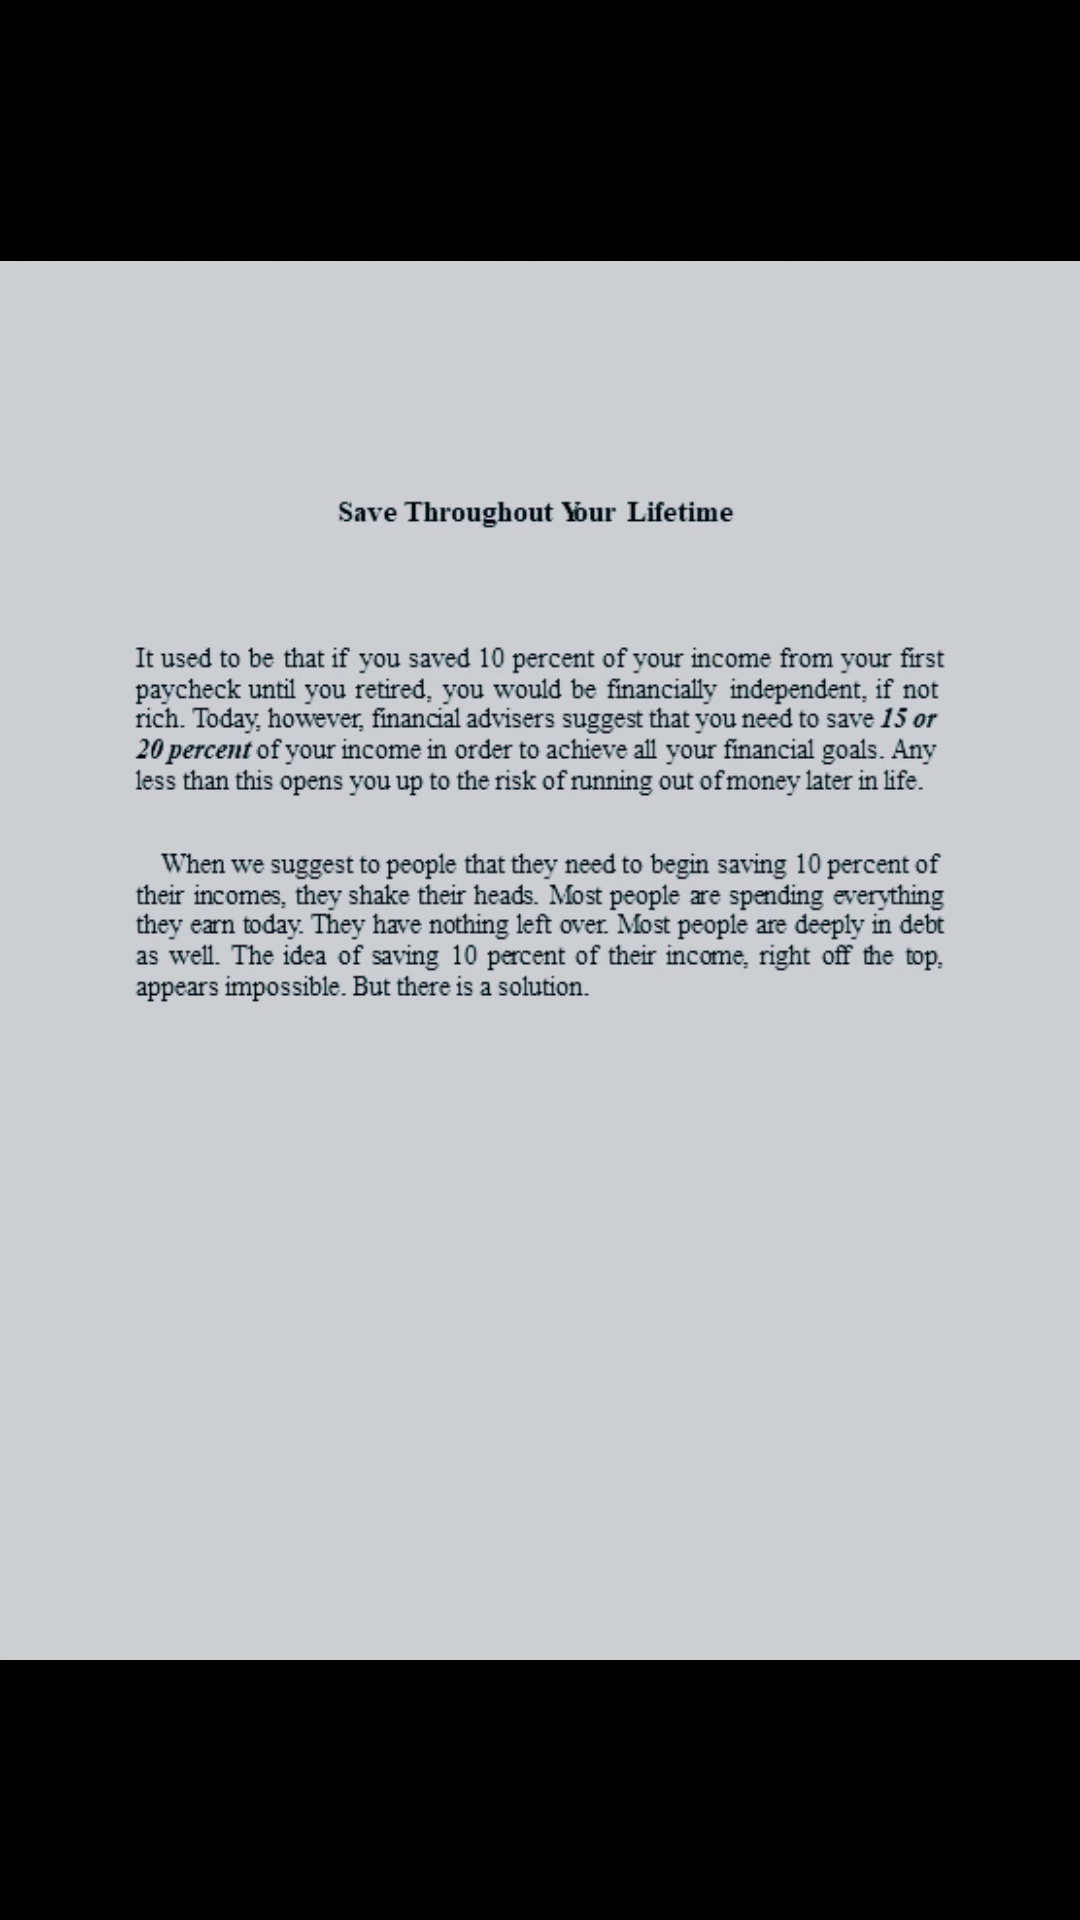 Save Throughout Your Lifetime
It used to be that if you saved 10 percent of your income from your first
paycheck until you retired, you would be financially independent, if not
rich. Today, however, financial advisers suggest that you need to save 15 or
20 percent of your income in order to achieve all your financial goals. Any
less than this opens you up to the risk of running out of money later in life.
When we suggest to people that they need to begin saving 10 percent of
their incomes, they shake their heads. Most people are spending everything
they earn today. They have nothing left over. Most people are deeply in debt
as well. The idea of saving 10 percent of their income, right off the top,
appears impossible. But there is a solution.